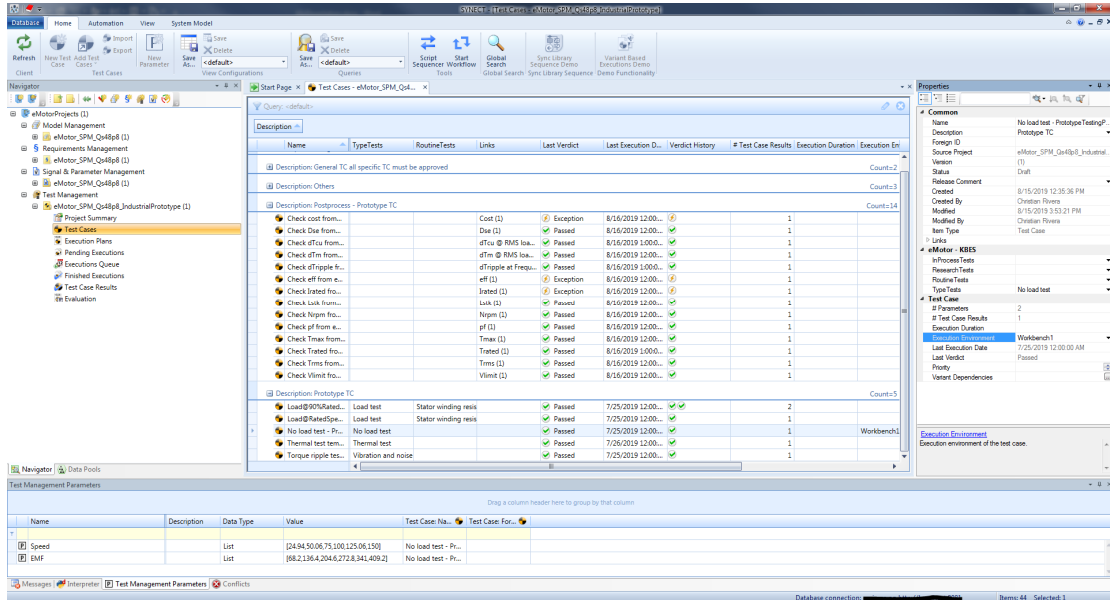 SYNECT - [Test Cases - eMotor_SPM_Qs48p8_IndustrialPrototype]
Database Home Automation View System Model
Refresh New Test Case Add Test Cases Import Export New Parameter Save As... Save Delete <default> Save As... Save Delete <default> Script Sequencer Start Workflow Global Search Sync Library Sequence Demo Variant Based Executions Demo
Client Test Cases View Configurations Queries Tools Global Search Sync Library Sequence Demo Functionality
Navigator
eMotorProjects (1)
Model Management
eMotor_SPM_Qs48p8 (1)
Requirements Management
eMotor_SPM_Qs48p8 (1)
Signal & Parameter Management
eMotor_SPM_Qs48p8 (1)
Test Management
eMotor_SPM_Qs48p8_IndustrialPrototype (1)
Project Summary
Test Cases
Execution Plans
Pending Executions
Executions Queue
Finished Executions
Test Case Results
Evaluation
Navigator Data Pools
Start Page × Test Cases - eMotor_SPM_Qs4... ×
Query: <default>
Description
Name TypeTests RoutineTests Links Last Verdict Last Execution D... Verdict History # Test Case Results Execution Duration Execution En
Description: General TC all specific TC must be approved Count=2
Description: Others Count=3
Description: Postprocess - Prototype TC Count=14
Check cost from... Cost (1) Exception 8/16/2019 12:00:... 1
Check Dse from... Dse (1) Passed 8/16/2019 12:00:... 1
Check dTcu from... dTcu @ RMS loa... Passed 8/16/2019 1:00:0... 1
Check dTm from... dTm @ RMS loa... Passed 8/16/2019 12:00:... 1
Check dTripple fr... dTripple at Frequ... Passed 8/16/2019 1:00:0... 1
Check eff from e... eff (1) Exception 8/16/2019 12:00:... 1
Check Irated fro... Irated (1) Exception 8/16/2019 12:00:... 1
Check Lstk from... Lstk (1) Passed 8/16/2019 12:00:... 1
Check Nrpm fro... Nrpm (1) Passed 8/16/2019 12:00:... 1
Check pf from e... pf (1) Passed 8/16/2019 12:00:... 1
Check Tmax from... Tmax (1) Passed 8/16/2019 12:00:... 1
Check Trated fro... Trated (1) Passed 8/16/2019 1:00:0... 1
Check Trms from... Trms (1) Passed 8/16/2019 12:00:... 1
Check Vlimit fro... Vlimit (1) Passed 8/16/2019 12:00:... 1
Description: Prototype TC Count=5
Load@90%Rated... Load test Stator winding resis Passed 7/25/2019 12:00:... 2
Load@RatedSpe... Load test Stator winding resis Passed 7/25/2019 12:00:... 1
No load test - Pr... No load test Passed 7/25/2019 12:00:... 1 Workbench1
Thermal test tem... Thermal test Passed 7/26/2019 12:00:... 1
Torque ripple tes... Vibration and noise Passed 7/25/2019 12:00:... 1
Properties
Common
Name No load test - PrototypeTestingP...
Description Prototype TC
Foreign ID
Source Project eMotor_SPM_Qs48p8_Industrial...
Version (1)
Status Draft
Release Comment
Created 8/15/2019 12:35:36 PM
Created By Christian Rivera
Modified 8/15/2019 3:53:21 PM
Modified By Christian Rivera
Item Type Test Case
Links
eMotor - KBES
InProcessTests
ResearchTests
RoutineTests
TypeTests No load test
Test Case
# Parameters 2
# Test Case Results 1
Execution Duration
Execution Environment Workbench1
Last Execution Date 7/25/2019 12:00:00 AM
Last Verdict Passed
Priority
Variant Dependencies
Execution Environment
Execution environment of the test case.
Test Management Parameters
Drag a column header here to group by that column
Name Description Data Type Value Test Case: Na... Test Case: For...
Speed List [24.94,50.06,75,100,125.06,150] No load test - Pr...
EMF List [68.2,136.4,204.6,272.8,341,409.2] No load test - Pr...
Messages Interpreter Test Management Parameters Conflicts
Database connection: Items: 44 Selected: 1